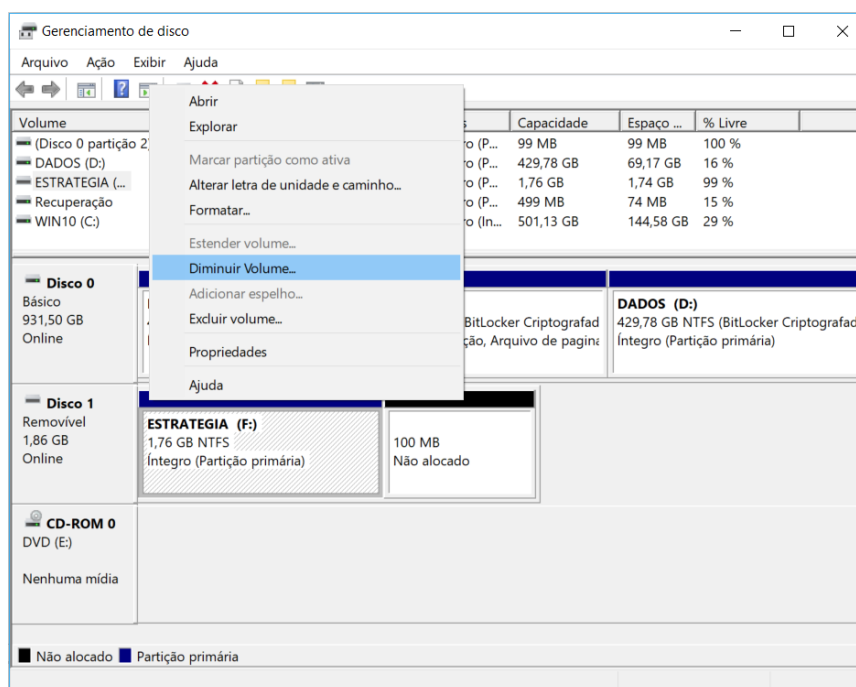 Gerenciamento de disco
Arquivo Ação Exibir Ajuda
Volume Capacidade Espaço ... % Livre
(Disco 0 partição 2) ro (P... 99 MB 99 MB 100 %
DADOS (D:) ro (P... 429,78 GB 69,17 GB 16 %
ESTRATEGIA (... ro (P... 1,76 GB 1,74 GB 99 %
Recuperação ro (P... 499 MB 74 MB 15 %
WIN10 (C:) ro (In... 501,13 GB 144,58 GB 29 %
Abrir
Explorar
Marcar partição como ativa
Alterar letra de unidade e caminho...
Formatar...
Estender volume...
Diminuir Volume...
Adicionar espelho...
Excluir volume...
Propriedades
Ajuda
Disco 0
Básico
931,50 GB
Online
BitLocker Criptografad
ção, Arquivo de pagina
DADOS (D:)
429,78 GB NTFS (BitLocker Criptografad
Íntegro (Partição primária)
Disco 1
Removível
1,86 GB
Online
ESTRATEGIA (F:)
1,76 GB NTFS
Íntegro (Partição primária)
100 MB
Não alocado
CD-ROM 0
DVD (E:)
Nenhuma mídia
Não alocado Partição primária